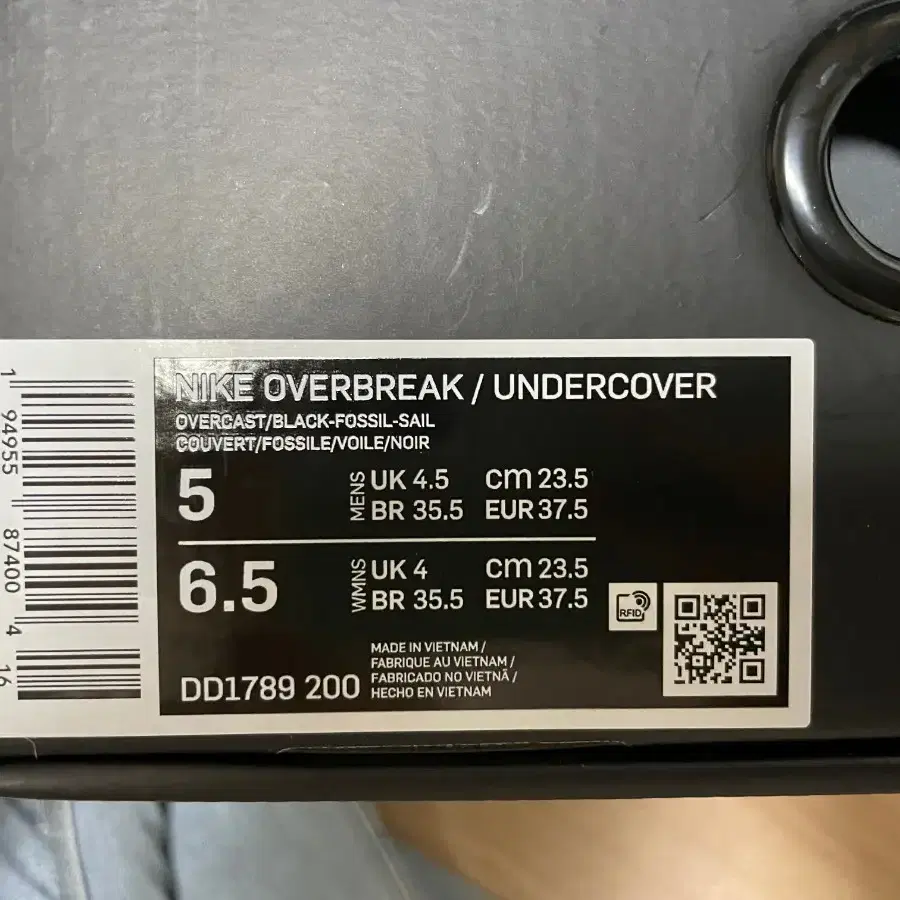 NIKE OVERBREAK / UNDERCOVER
OVERCAST/BLACK-FOSSIL-SAIL
COUVERT/FOSSILE/VOILE/NOIR
5
MENS
UK 4.5 cm 23.5
BR 35.5 EUR 37.5
6.5
WMNS
UK 4 cm 23.5
BR 35.5 EUR 37.5
RFID
DD1789 200
MADE IN VIETNAM /
FABRIQUE AU VIETNAM /
FABRICADO NO VIETNÃ /
HECHO EN VIETNAM
1 94955 87400 4 16